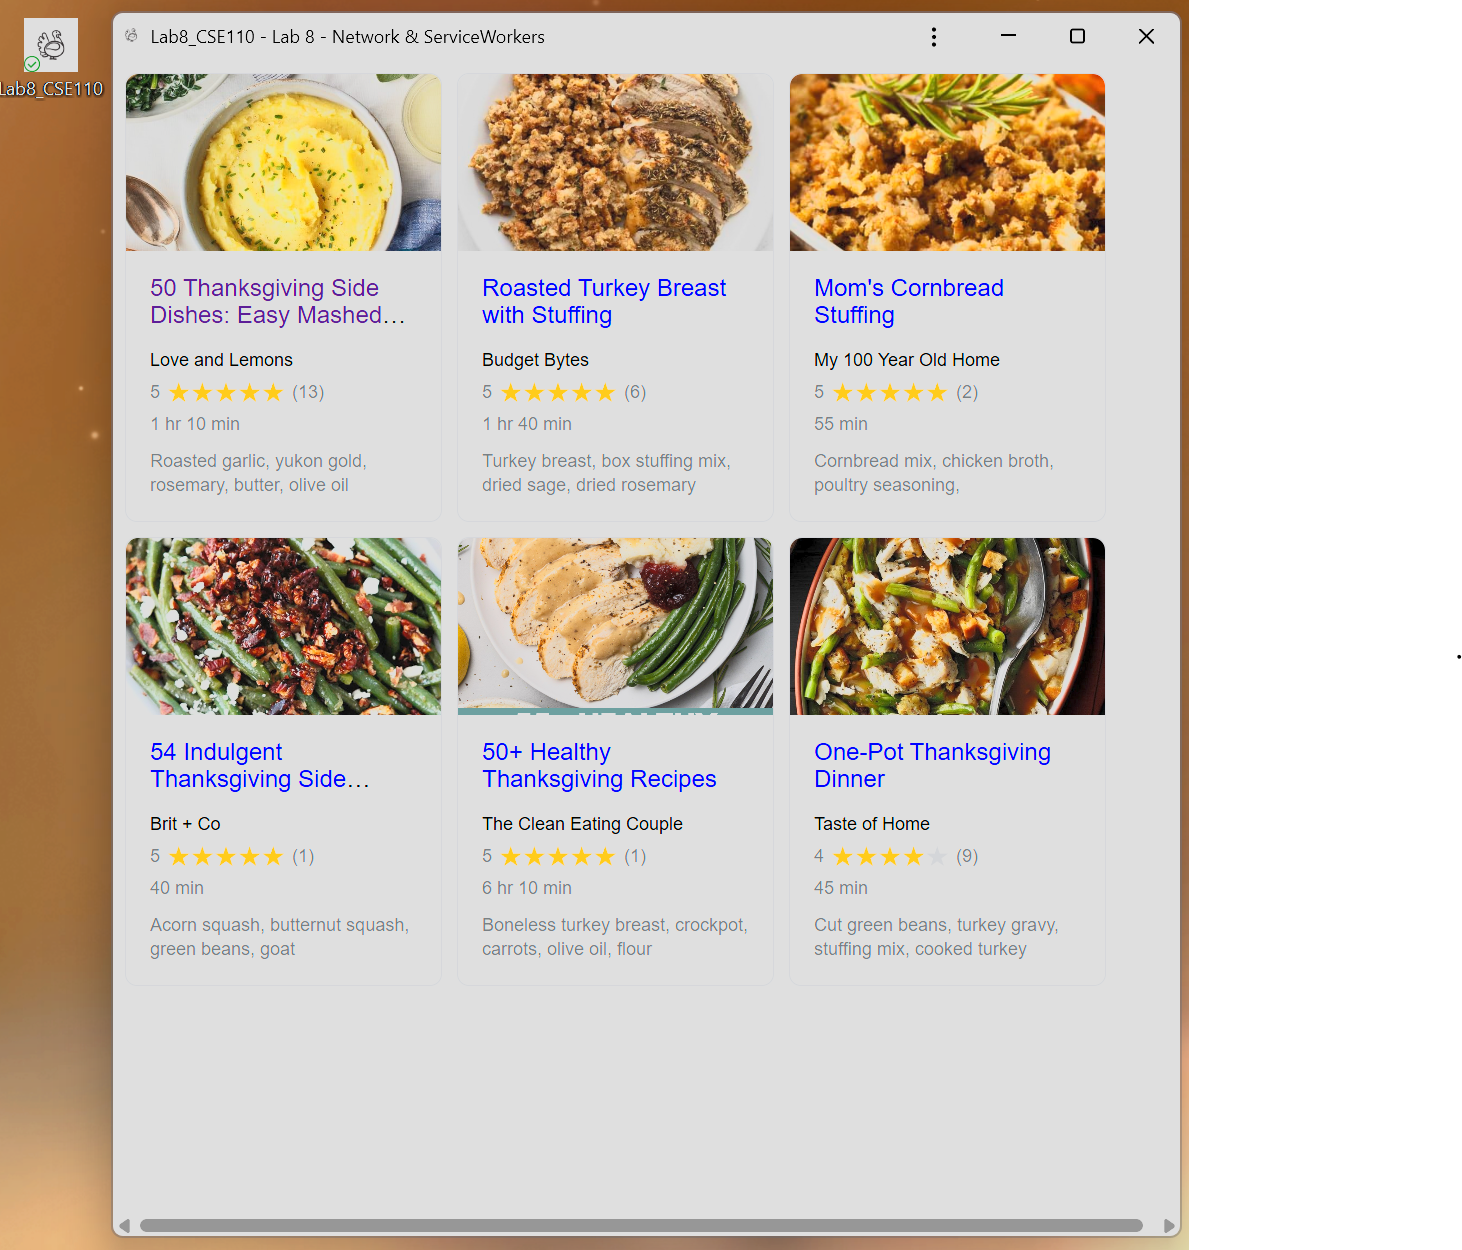 Lab8_CSE110
Lab8_CSE110 - Lab 8 - Network & ServiceWorkers
50 Thanksgiving Side
Dishes: Easy Mashed…
Love and Lemons
5 ★★★★★ (13)
1 hr 10 min
Roasted garlic, yukon gold,
rosemary, butter, olive oil
Roasted Turkey Breast
with Stuffing
Budget Bytes
5 ★★★★★ (6)
1 hr 40 min
Turkey breast, box stuffing mix,
dried sage, dried rosemary
Mom's Cornbread
Stuffing
My 100 Year Old Home
5 ★★★★★ (2)
55 min
Cornbread mix, chicken broth,
poultry seasoning,
54 Indulgent
Thanksgiving Side…
Brit + Co
5 ★★★★★ (1)
40 min
Acorn squash, butternut squash,
green beans, goat
50+ Healthy
Thanksgiving Recipes
The Clean Eating Couple
5 ★★★★★ (1)
6 hr 10 min
Boneless turkey breast, crockpot,
carrots, olive oil, flour
One-Pot Thanksgiving
Dinner
Taste of Home
4 ★★★★★ (9)
45 min
Cut green beans, turkey gravy,
stuffing mix, cooked turkey